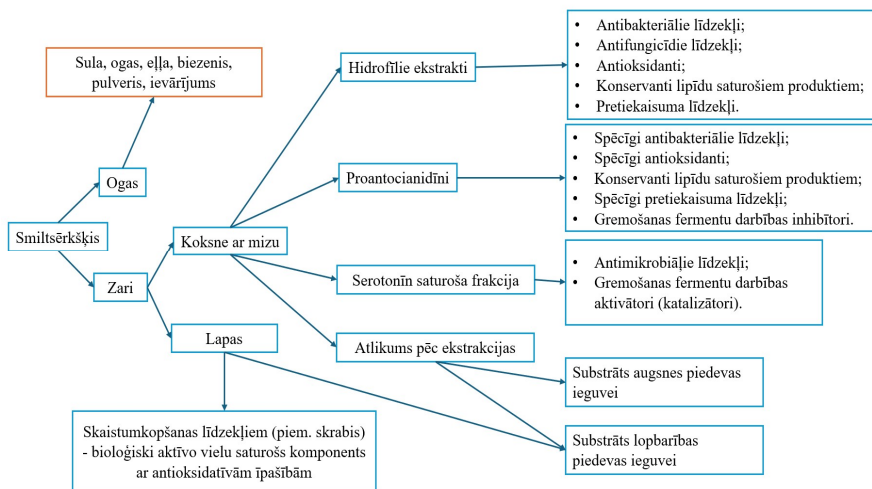 Sula, ogas, eļļa, biezenis,
pulveris, ievārījums
Ogas
Smiltsērkšķis
Zari
Koksne ar mizu
Lapas
Skaistumkopšanas līdzekļiem (piem. skrabis)
- bioloģiski aktīvo vielu saturošs komponents
ar antioksidatīvām īpašībām
Hidrofīlie ekstrakti
• Antibakteriālie līdzekļi;
• Antifungicīdie līdzekļi;
• Antioksidanti;
• Konservanti lipīdu saturošiem produktiem;
• Pretiekaisuma līdzekļi.
Proantocianidīni
• Spēcīgi antibakteriālie līdzekļi;
• Spēcīgi antioksidanti;
• Konservanti lipīdu saturošiem produktiem;
• Spēcīgi pretiekaisuma līdzekļi;
• Gremošanas fermentu darbības inhibītori.
Serotonīn saturoša frakcija
• Antimikrobiāļie līdzekļi;
• Gremošanas fermentu darbības
aktivātori (katalizātori).
Atlikums pēc ekstrakcijas
Substrāts augsnes piedevas
ieguvei
Substrāts lopbarības
piedevas ieguvei